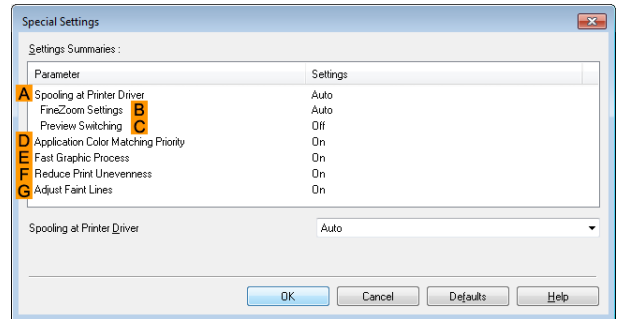 Special Settings
Settings Summaries :
Parameter Settings
A Spooling at Printer Driver Auto
FineZoom Settings B Auto
Preview Switching C Off
D Application Color Matching Priority On
E Fast Graphic Process On
F Reduce Print Unevenness On
G Adjust Faint Lines On
Spooling at Printer Driver Auto
OK Cancel Defaults Help